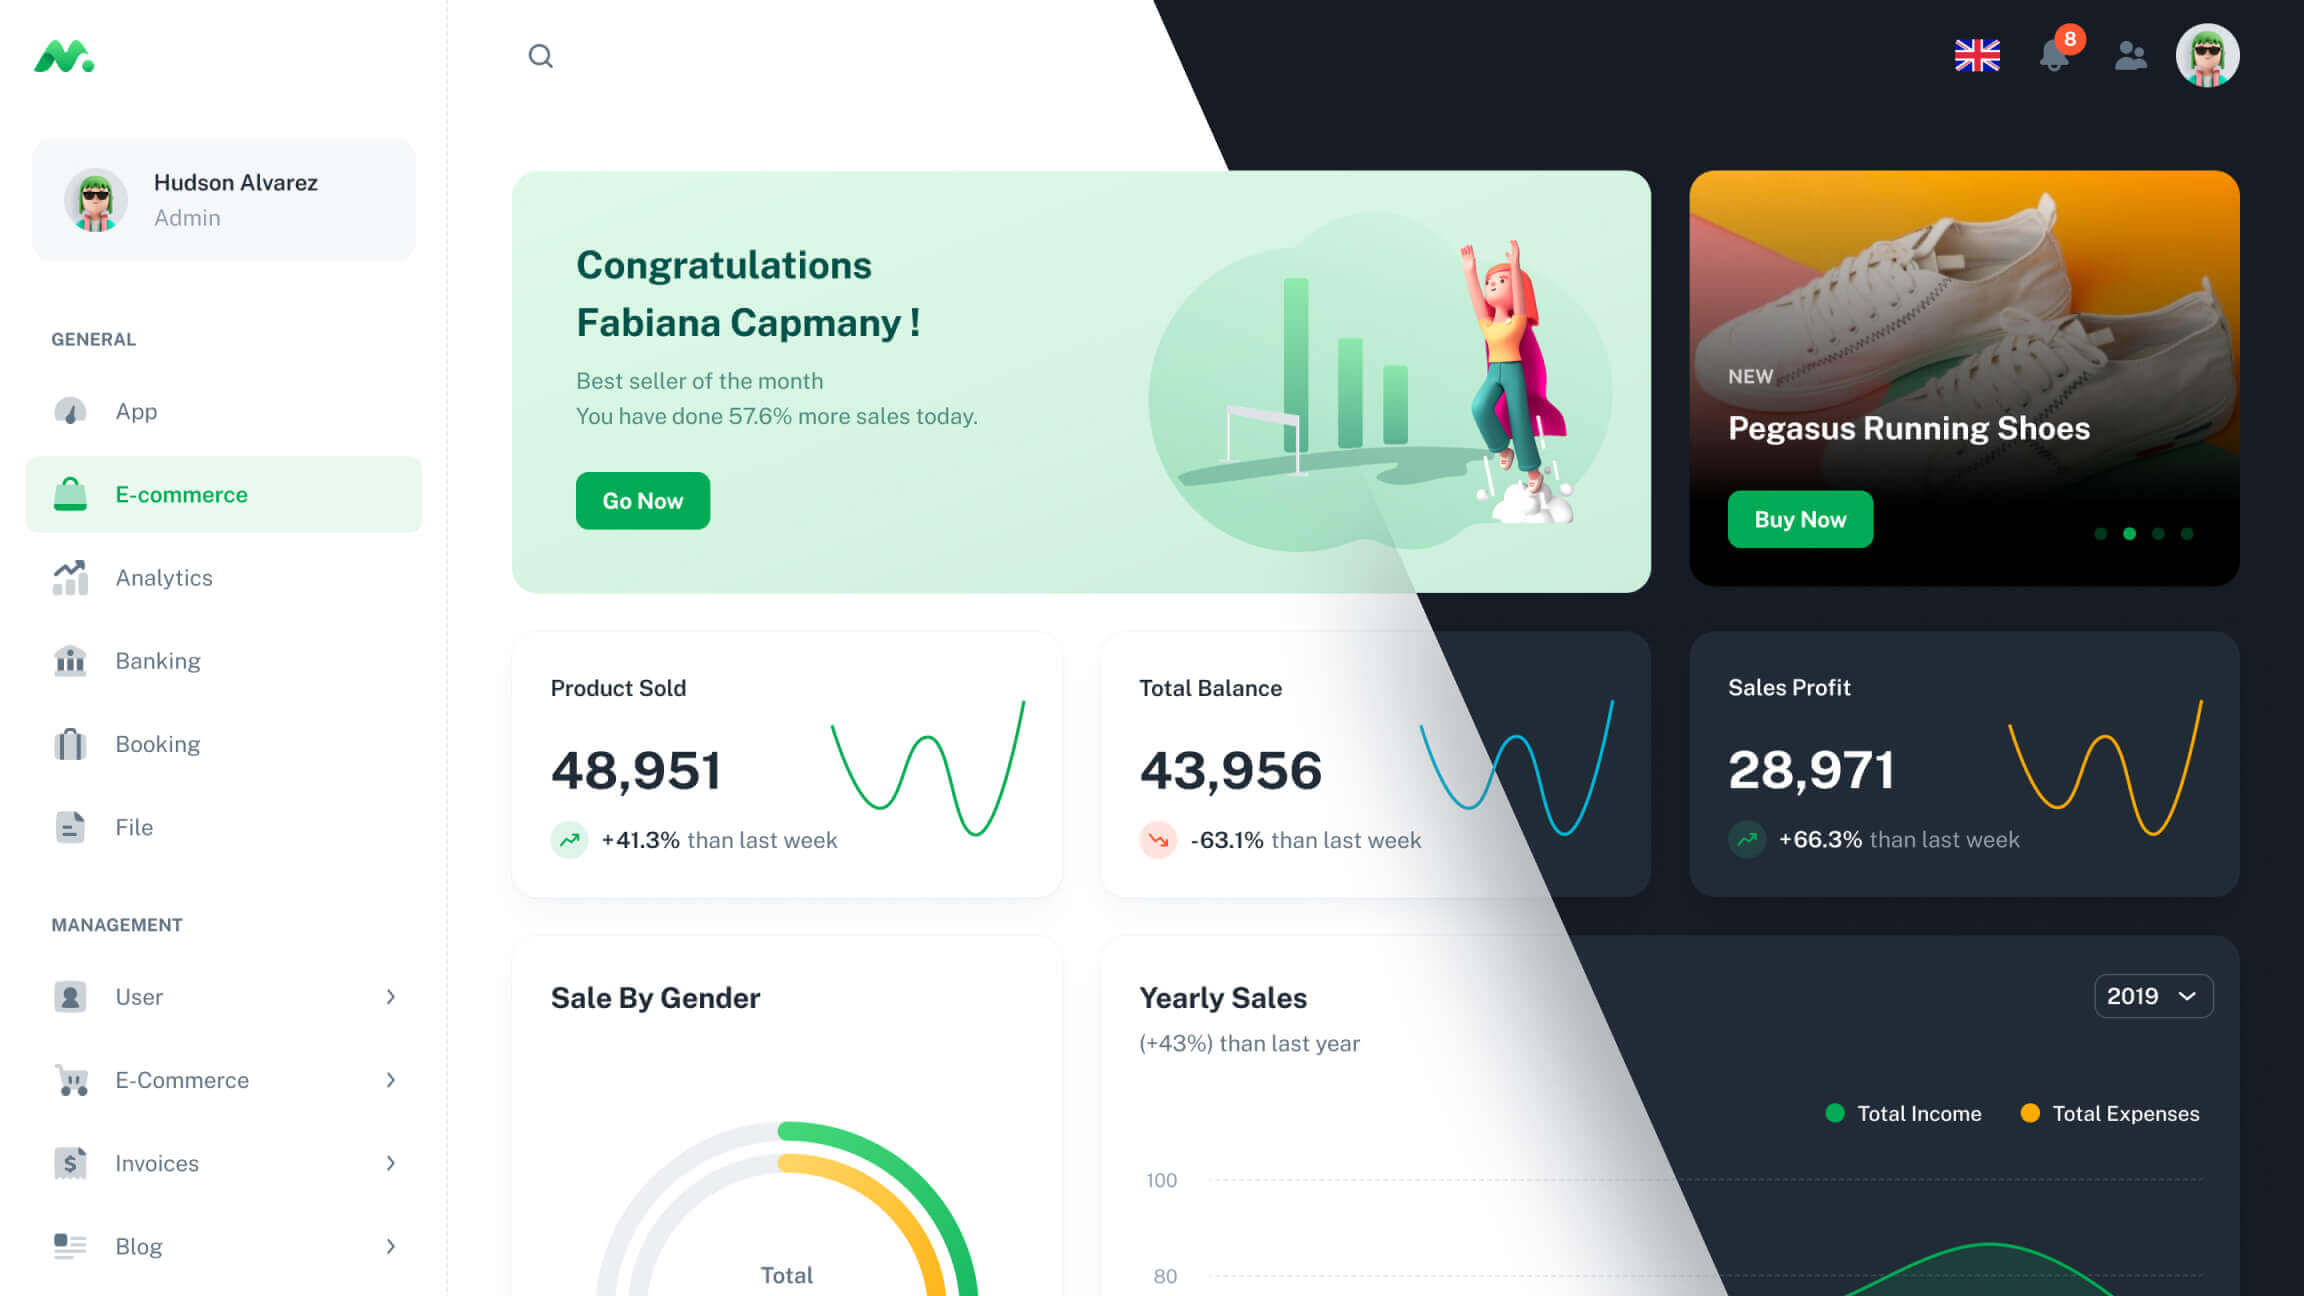 8
Hudson Alvarez
Admin
GENERAL
App
E-commerce
Analytics
Banking
Booking
File
MANAGEMENT
User
E-Commerce
Invoices
Blog
Congratulations
Fabiana Capmany !
Best seller of the month
You have done 57.6% more sales today.
Go Now
NEW
Pegasus Running Shoes
Buy Now
Product Sold
48,951
+41.3% than last week
Total Balance
43,956
-63.1% than last week
Sales Profit
28,971
+66.3% than last week
Sale By Gender
Total
Yearly Sales
(+43%) than last year
2019
Total Income
Total Expenses
100
80